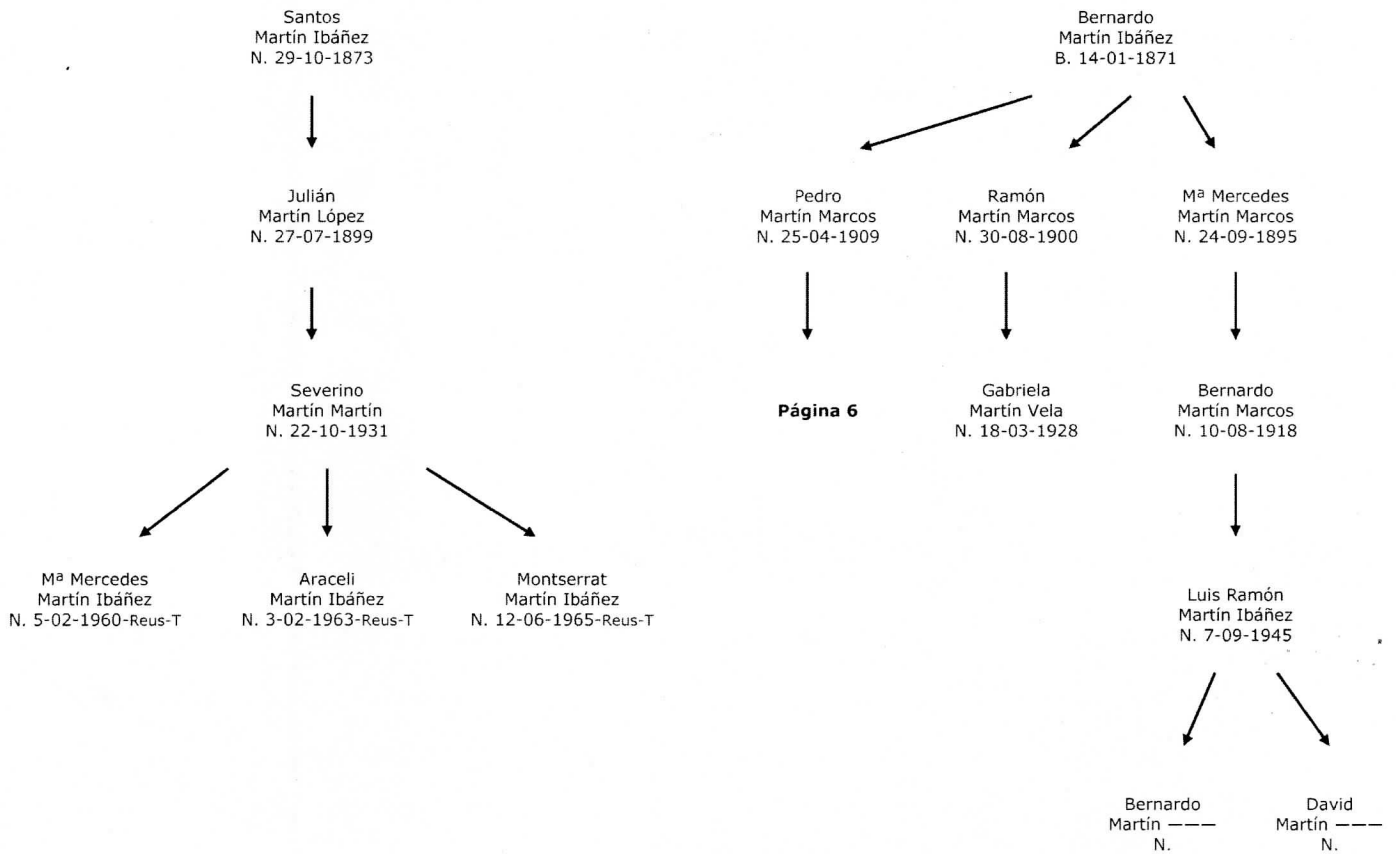 Santos
Martín Ibáñez
N. 29-10-1873
Bernardo
Martín Ibáñez
B. 14-01-1871
Julián
Martín López
N. 27-07-1899
Pedro
Martín Marcos
N. 25-04-1909
Ramón
Martín Marcos
N. 30-08-1900
Mª Mercedes
Martín Marcos
N. 24-09-1895
Severino
Martín Martín
N. 22-10-1931
Página 6
Gabriela
Martín Vela
N. 18-03-1928
Bernardo
Martín Marcos
N. 10-08-1918
Mª Mercedes
Martín Ibáñez
N. 5-02-1960-Reus-T
Araceli
Martín Ibáñez
N. 3-02-1963-Reus-T
Montserrat
Martín Ibáñez
N. 12-06-1965-Reus-T
Luis Ramón
Martín Ibáñez
N. 7-09-1945
Bernardo
Martín ———
N.
David
Martín ———
N.